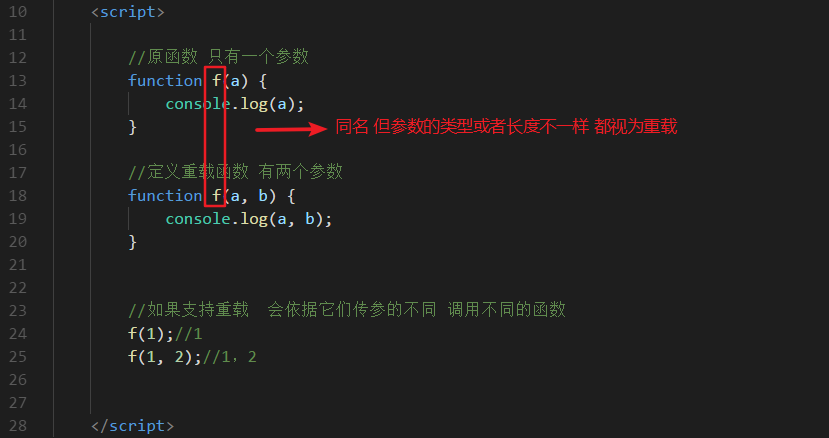 10 <script>
11
12 //原函数 只有一个参数
13 function f(a) {
14 console.log(a);
15 }
同名 但参数的类型或者长度不一样 都视为重载
16
17 //定义重载函数 有两个参数
18 function f(a, b) {
19 console.log(a, b);
20 }
21
22
23 //如果支持重载 会依据它们传参的不同 调用不同的函数
24 f(1);//1
25 f(1, 2);//1，2
26
27
28 </script>